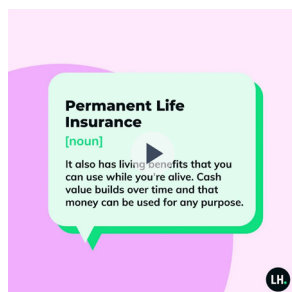 Permanent Life
Insurance
[noun]
It also has living benefits that you
can use while you're alive. Cash
value builds over time and that
money can be used for any purpose.
LH.